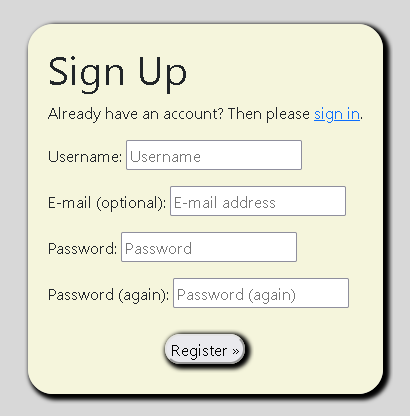 Sign Up
Already have an account? Then please sign in.
Username: Username
E-mail (optional): E-mail address
Password: Password
Password (again): Password (again)
Register »